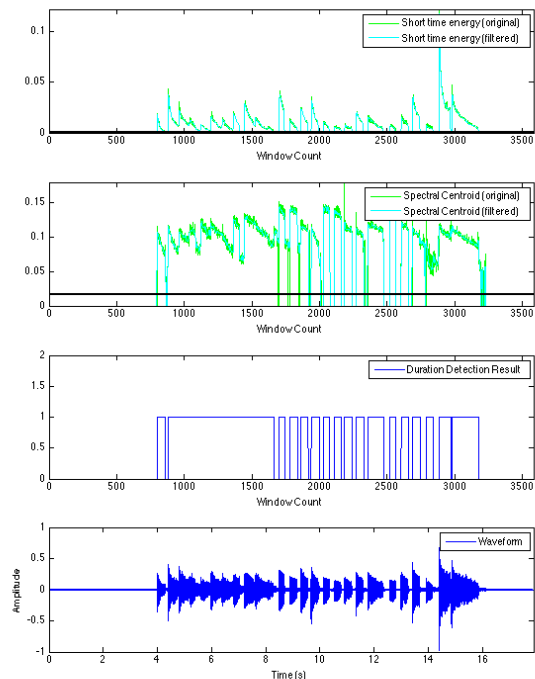 0.1
0.05
0
Short time energy (original)
Short time energy (filtered)
0 500 1000 1500 2000 2500 3000 3500
Window Count
0.15
0.1
0.05
0
Spectral Centroid (original)
Spectral Centroid (filtered)
0 500 1000 1500 2000 2500 3000 3500
Window Count
2
1.5
1
0.5
0
Duration Detection Result
0 500 1000 1500 2000 2500 3000 3500
Window Count
1
0.5
0
-0.5
-1
Amplitude
Waveform
0 2 4 6 8 10 12 14 16
Time (s)